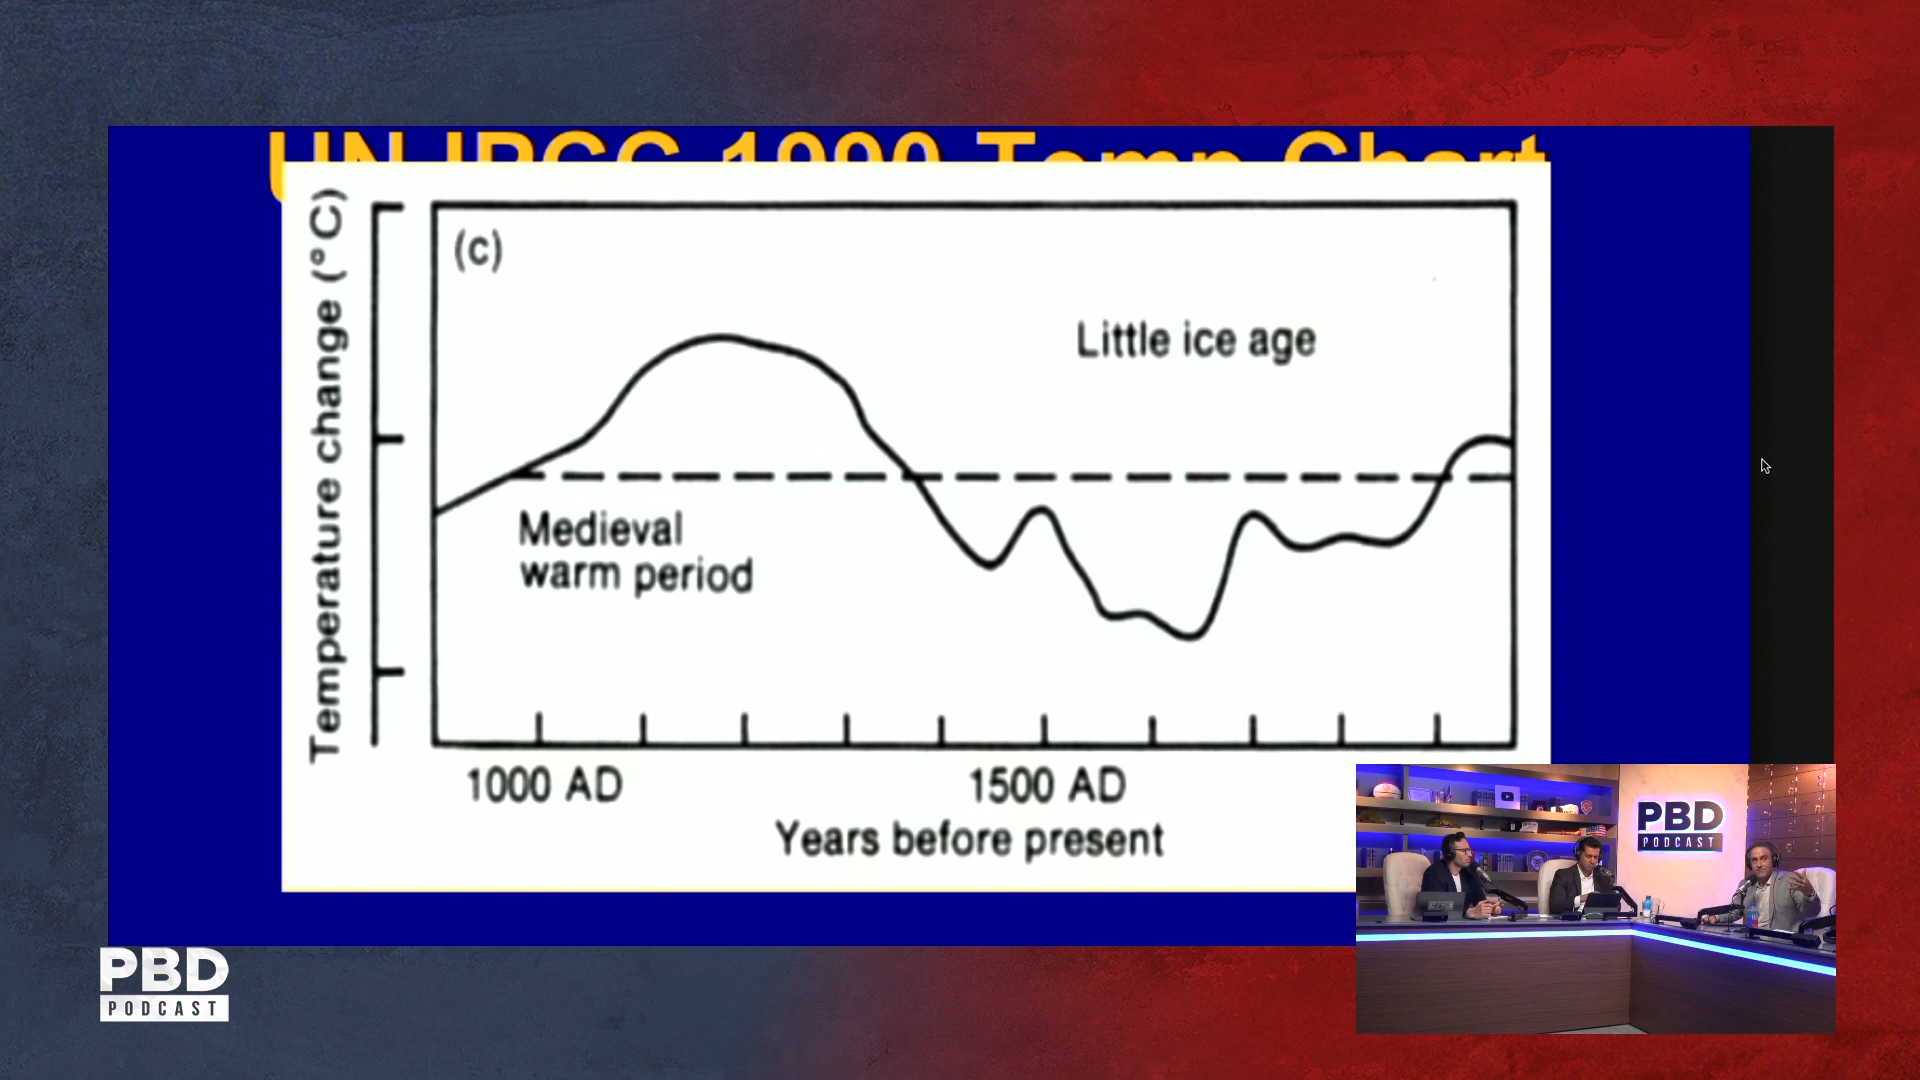 UN IPCC 1990 Temp Chart
Temperature change (°C)
(c)
Little ice age
Medieval
warm period
1000 AD
1500 AD
Years before present
PBD
PODCAST
PBD
PODCAST